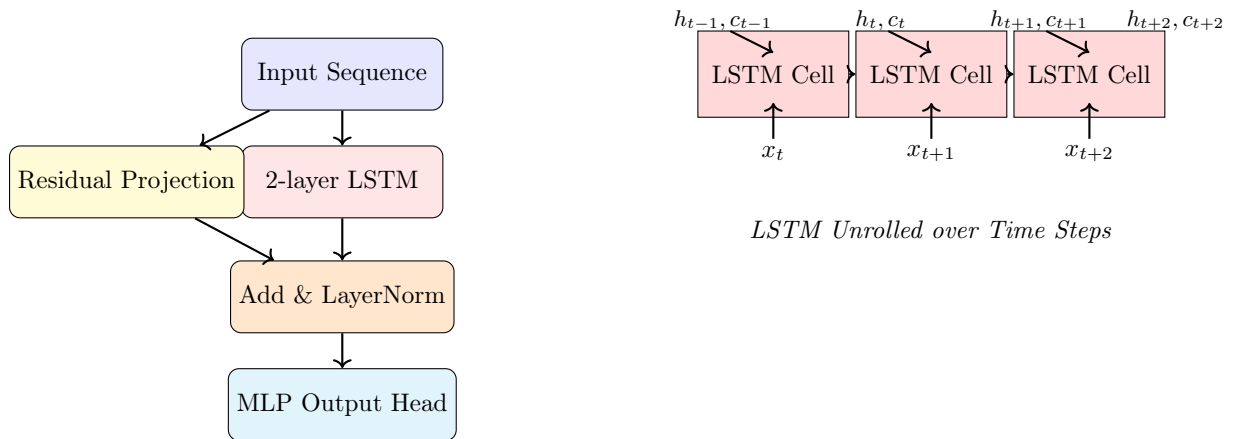 Input Sequence
Residual Projection
2-layer LSTM
Add & LayerNorm
MLP Output Head
h_{t−1}, c_{t−1}
h_t, c_t
h_{t+1}, c_{t+1}
h_{t+2}, c_{t+2}
LSTM Cell
LSTM Cell
LSTM Cell
x_t
x_{t+1}
x_{t+2}
LSTM Unrolled over Time Steps